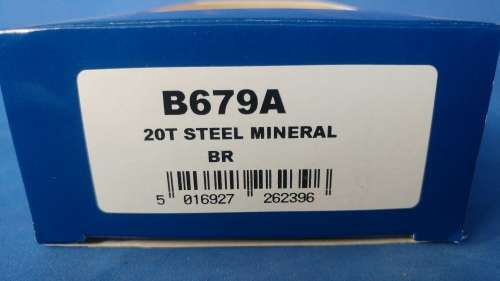 B679A
20T STEEL MINERAL
BR
5 016927 262396